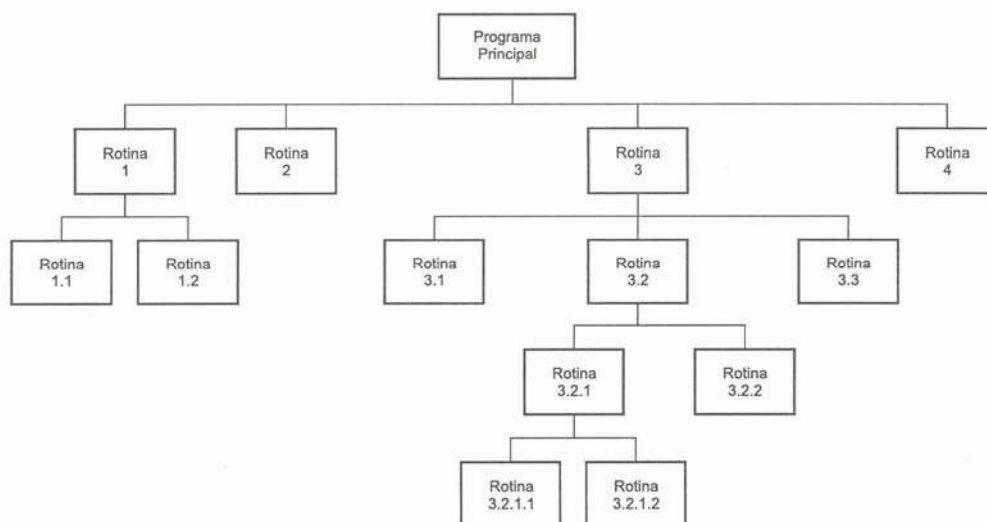 Programa
Principal
Rotina
1
Rotina
2
Rotina
3
Rotina
4
Rotina
1.1
Rotina
1.2
Rotina
3.1
Rotina
3.2
Rotina
3.3
Rotina
3.2.1
Rotina
3.2.2
Rotina
3.2.1.1
Rotina
3.2.1.2